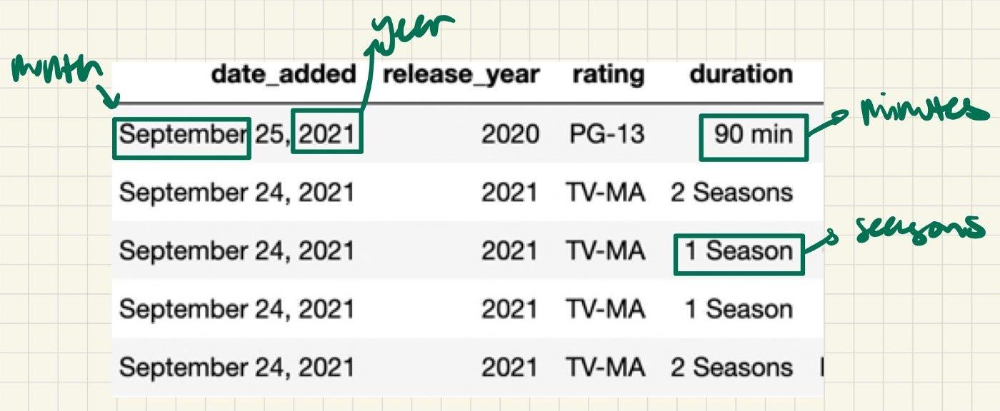 year
month
date_added release_year rating duration
September 25, 2021 2020 PG-13 90 min
minutes
September 24, 2021 2021 TV-MA 2 Seasons
September 24, 2021 2021 TV-MA 1 Season
seasons
September 24, 2021 2021 TV-MA 1 Season
September 24, 2021 2021 TV-MA 2 Seasons